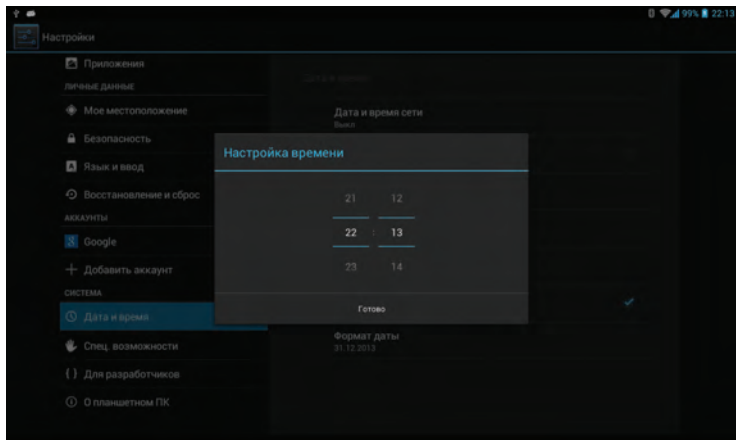 99% 22:13
Настройки
Приложения
ЛИЧНЫЕ ДАННЫЕ
Дата и время
Мое местоположение
Дата и время сети
Выкл
Безопасность
Настройка времени
Язык и ввод
Восстановление и сброс
21 12
АККАУНТЫ
22 : 13
Google
23 14
Добавить аккаунт
СИСТЕМА
Готово
Дата и время
Спец. возможности
Формат даты
31.12.2013
{ } Для разработчиков
О планшетном ПК